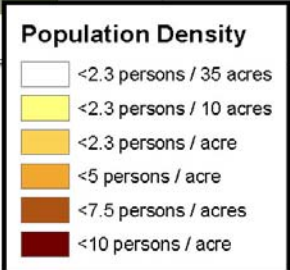 Population Density
<2.3 persons / 35 acres
<2.3 persons / 10 acres
<2.3 persons / acre
<5 persons / acre
<7.5 persons / acres
<10 persons / acre